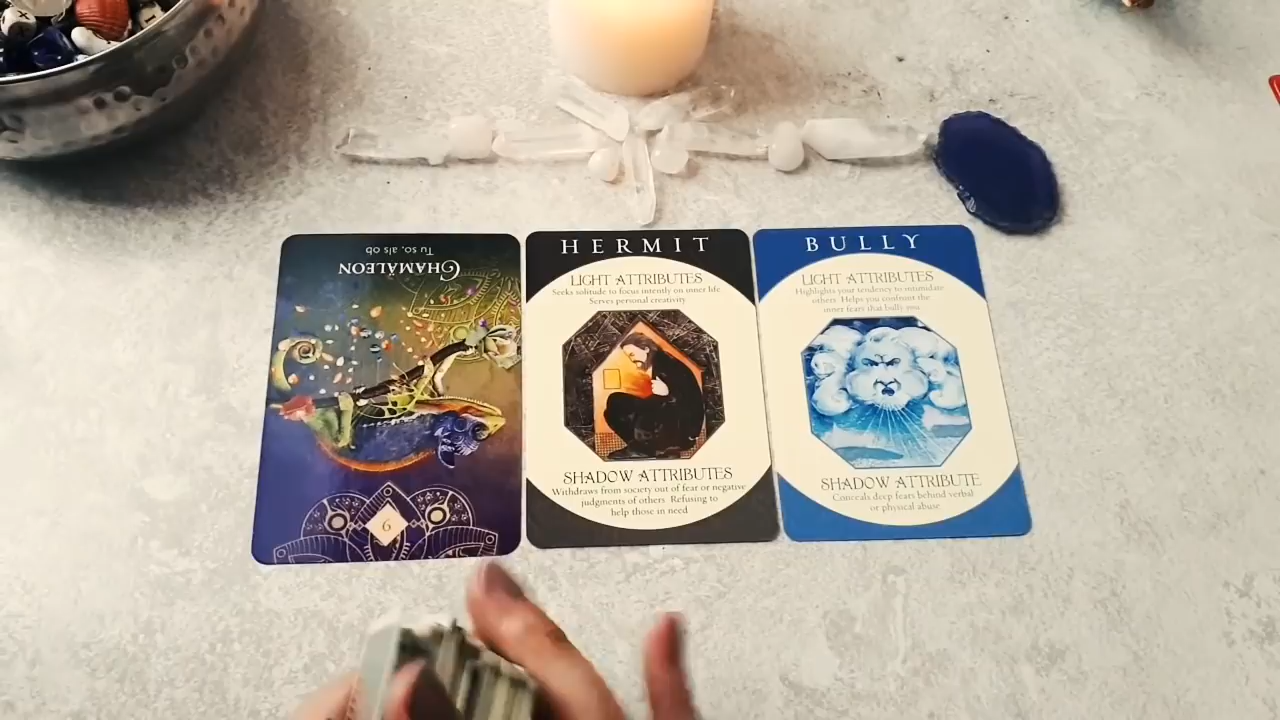 CHAMÄLEON
Tu so, als ob
6
HERMIT
LIGHT ATTRIBUTES
Seeks solitude to focus intently on inner life
Serves personal creativity
SHADOW ATTRIBUTES
Withdraws from society out of fear or negative
judgments of others. Refusing to
help those in need
BULLY
LIGHT ATTRIBUTES
Highlights your tendency to intimidate
others. Helps you confront the
inner fears that bully you
SHADOW ATTRIBUTE
Conceals deep fears behind verbal
or physical abuse